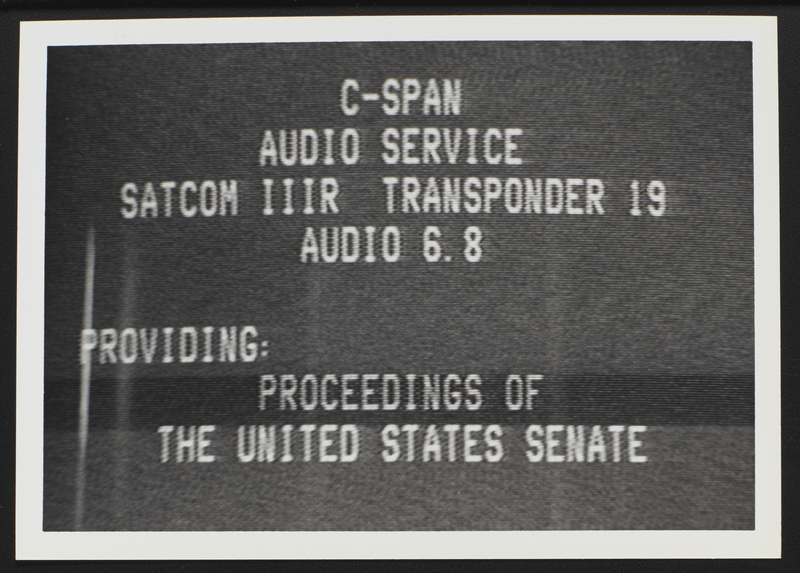 C-SPAN
AUDIO SERVICE
SATCOM IIIR TRANSPONDER 19
AUDIO 6.8
PROVIDING:
PROCEEDINGS OF
THE UNITED STATES SENATE